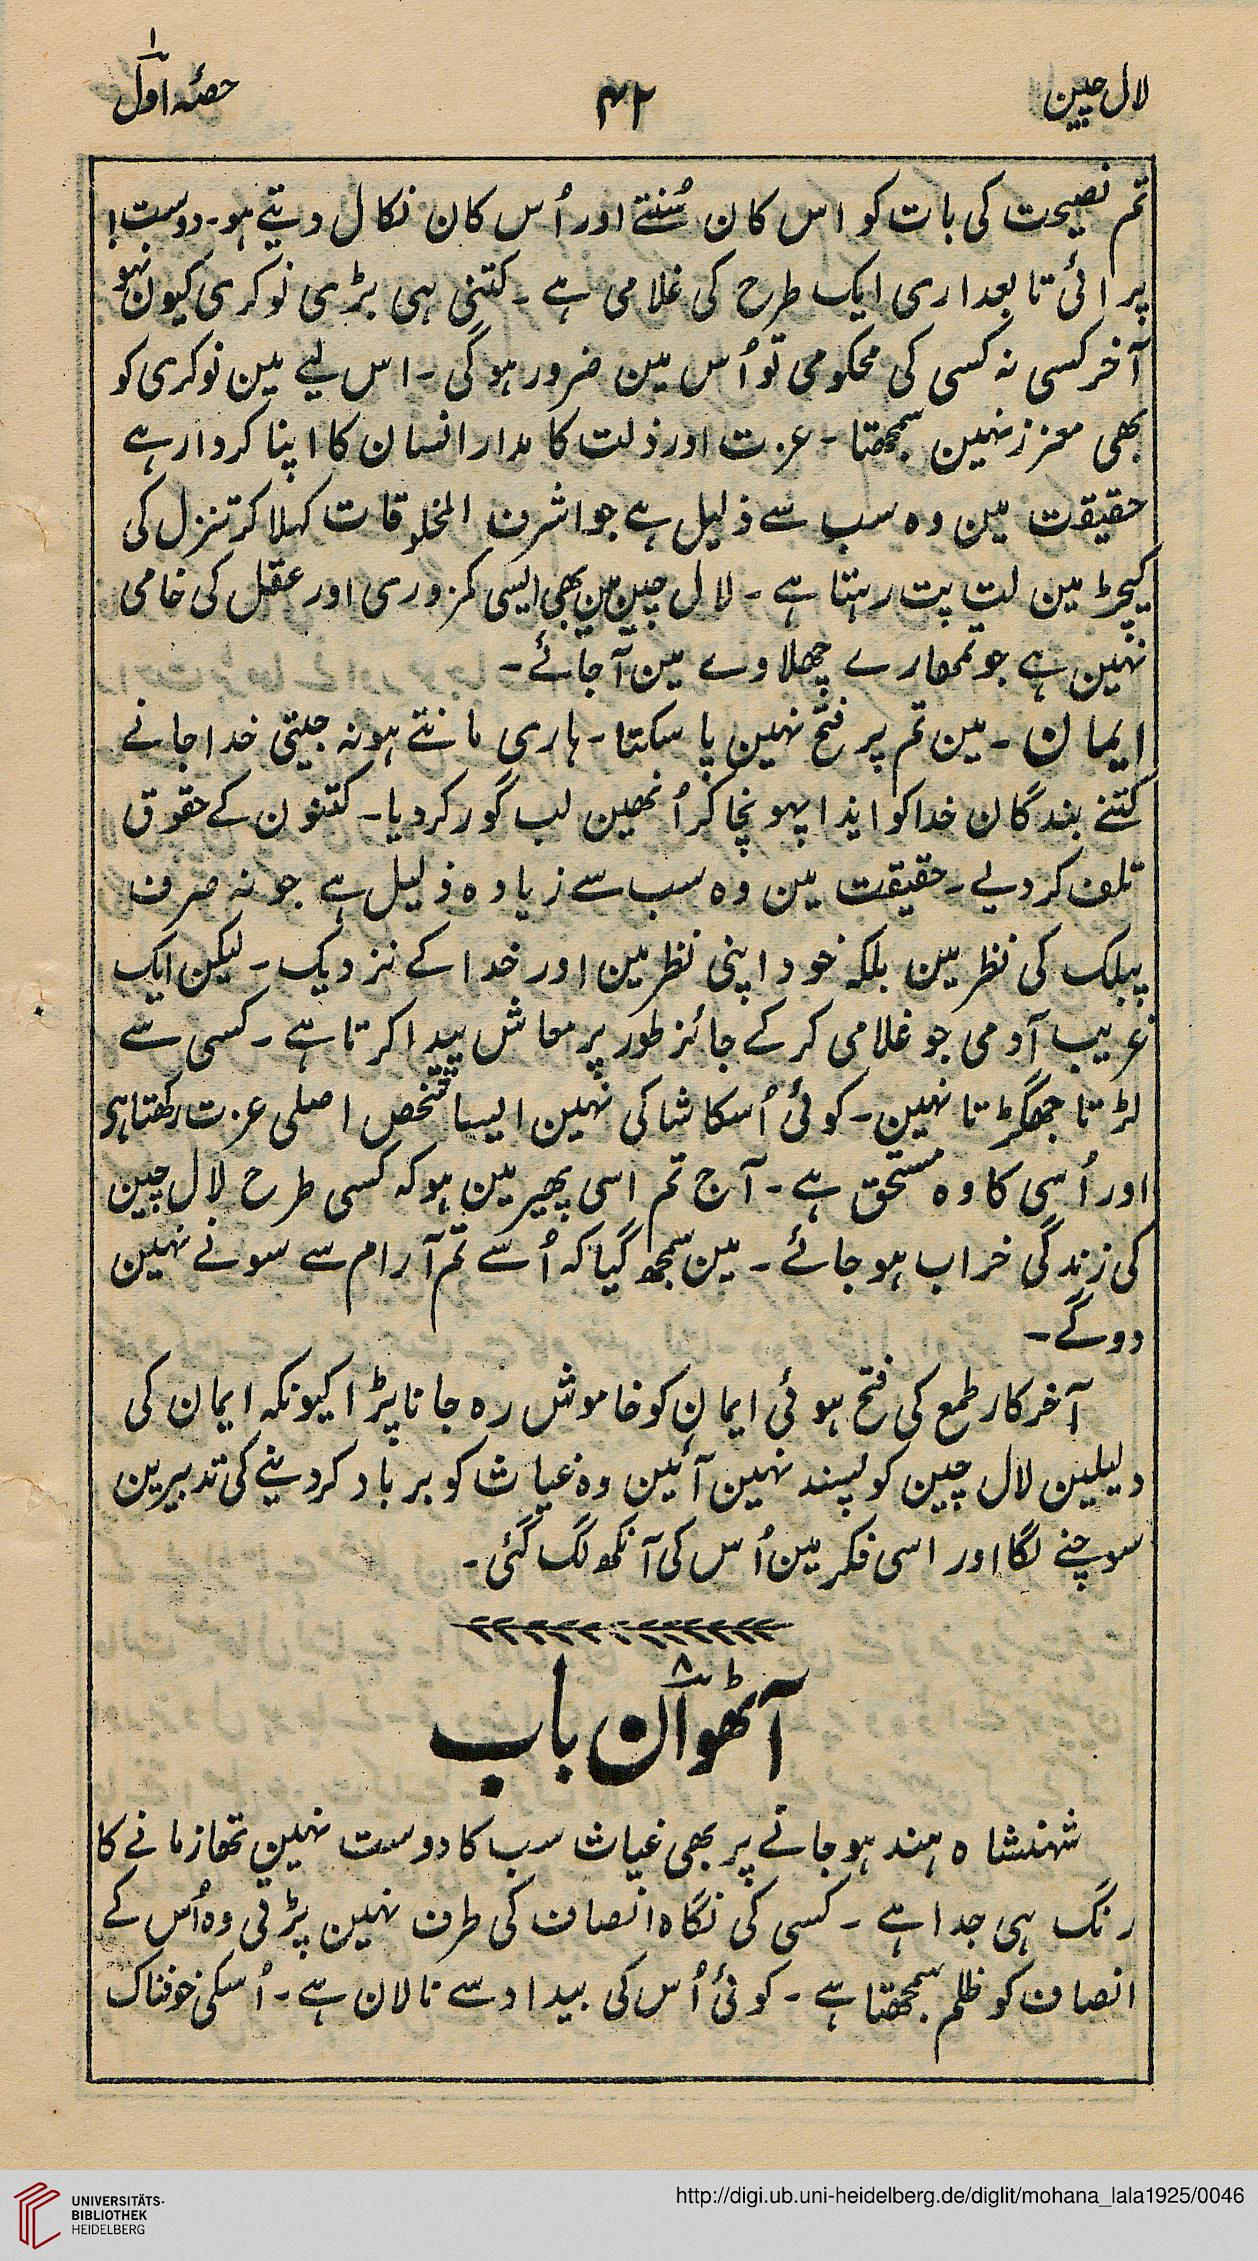 لال چین
۴۲
حصّہ اوّل
۱
تم نصیحت کی بات کو اس کان سُنتے اور اُس کان نکال دیتے ہو۔ دوست!
پرائی تابعداری ایک طرح کی غلامی ہے۔ کتنی ہی بڑی نوکری کیون نہو
آخر کسی نہ کسی کی محکومی تو اُس مین ضرور ہوگی۔ اس لیے مین نوکری کو
بھی معزز نہین سمجھتا۔ عزت اور ذلت کا مدار انسان کا اپنا کردار ہے
حقیقت مین وہ سب سے ذلیل ہے جو اشرف المخلوقات کہلا کر تنزل کی
کیچڑ مین لت پت رہتا ہے۔ لال چین مین بھی ایسی کمزوری اور عقل کی خامی
نہین ہے جو تمھارے چھلاوے مین آجائے۔
ایمان۔ مین تم پر فتح نہین پا سکتا۔ ہاری مانتے ہو نہ جیتی خدا جانے
کتنے بندگان خدا کو ایذا پہونچا کر اُنھین لب گور کر دیا۔ کتنون کے حقوق
تلف کر دیے۔ حقیقت مین وہ سب سے زیادہ ذلیل ہے جو نہ صرف
پبلک کی نظر مین بلکہ خود اپنی نظر مین اور خدا کے نزدیک۔ لیکن ایک
غریب آدمی جو غلامی کر کے جائز طور پر معاش پیدا کرتا ہے۔ کسی سے
لڑتا جھگڑتا نہین۔ کوئی اُسکا شاکی نہین ایسا شخص اصلی عزت رکھتا ہی
اور اُسی کا وہ مستحق ہے۔ آج تم اسی پھیر مین ہو کہ کسی طرح لال چین
کی زندگی خراب ہو جائے۔ مین سمجھ گیا کہ اُسے تم آرام سے سونے نہین
دوگے۔
آخر کار طمع کی فتح ہوئی ایمان کو خاموش رہ جانا پڑا کیونکہ ایمان کی
دلیلین لال چین کو پسند نہین آئین وہ غیاث کو برباد کر دینے کی تدبیرین
سوچنے لگا اور اسی فکر مین اُس کی آنکھ لگ گئی۔
۸
آٹھوان باب
شہنشاہ ہند ہو جانے پر بھی غیاث سب کا دوست نہین تھا زمانے کا
رنگ ہی جدا ہے۔ کسی کی نگاہ انصاف کی طرف نہین پڑتی وہ اُس کے
انصاف کو ظلم سمجھتا ہے۔ کوئی اُس کی بیداد سے نالان ہے۔ اُسکی خوفناک
UNIVERSITÄTS-
BIBLIOTHEK
HEIDELBERG
http://digi.ub.uni-heidelberg.de/diglit/mohana_lala1925/0046